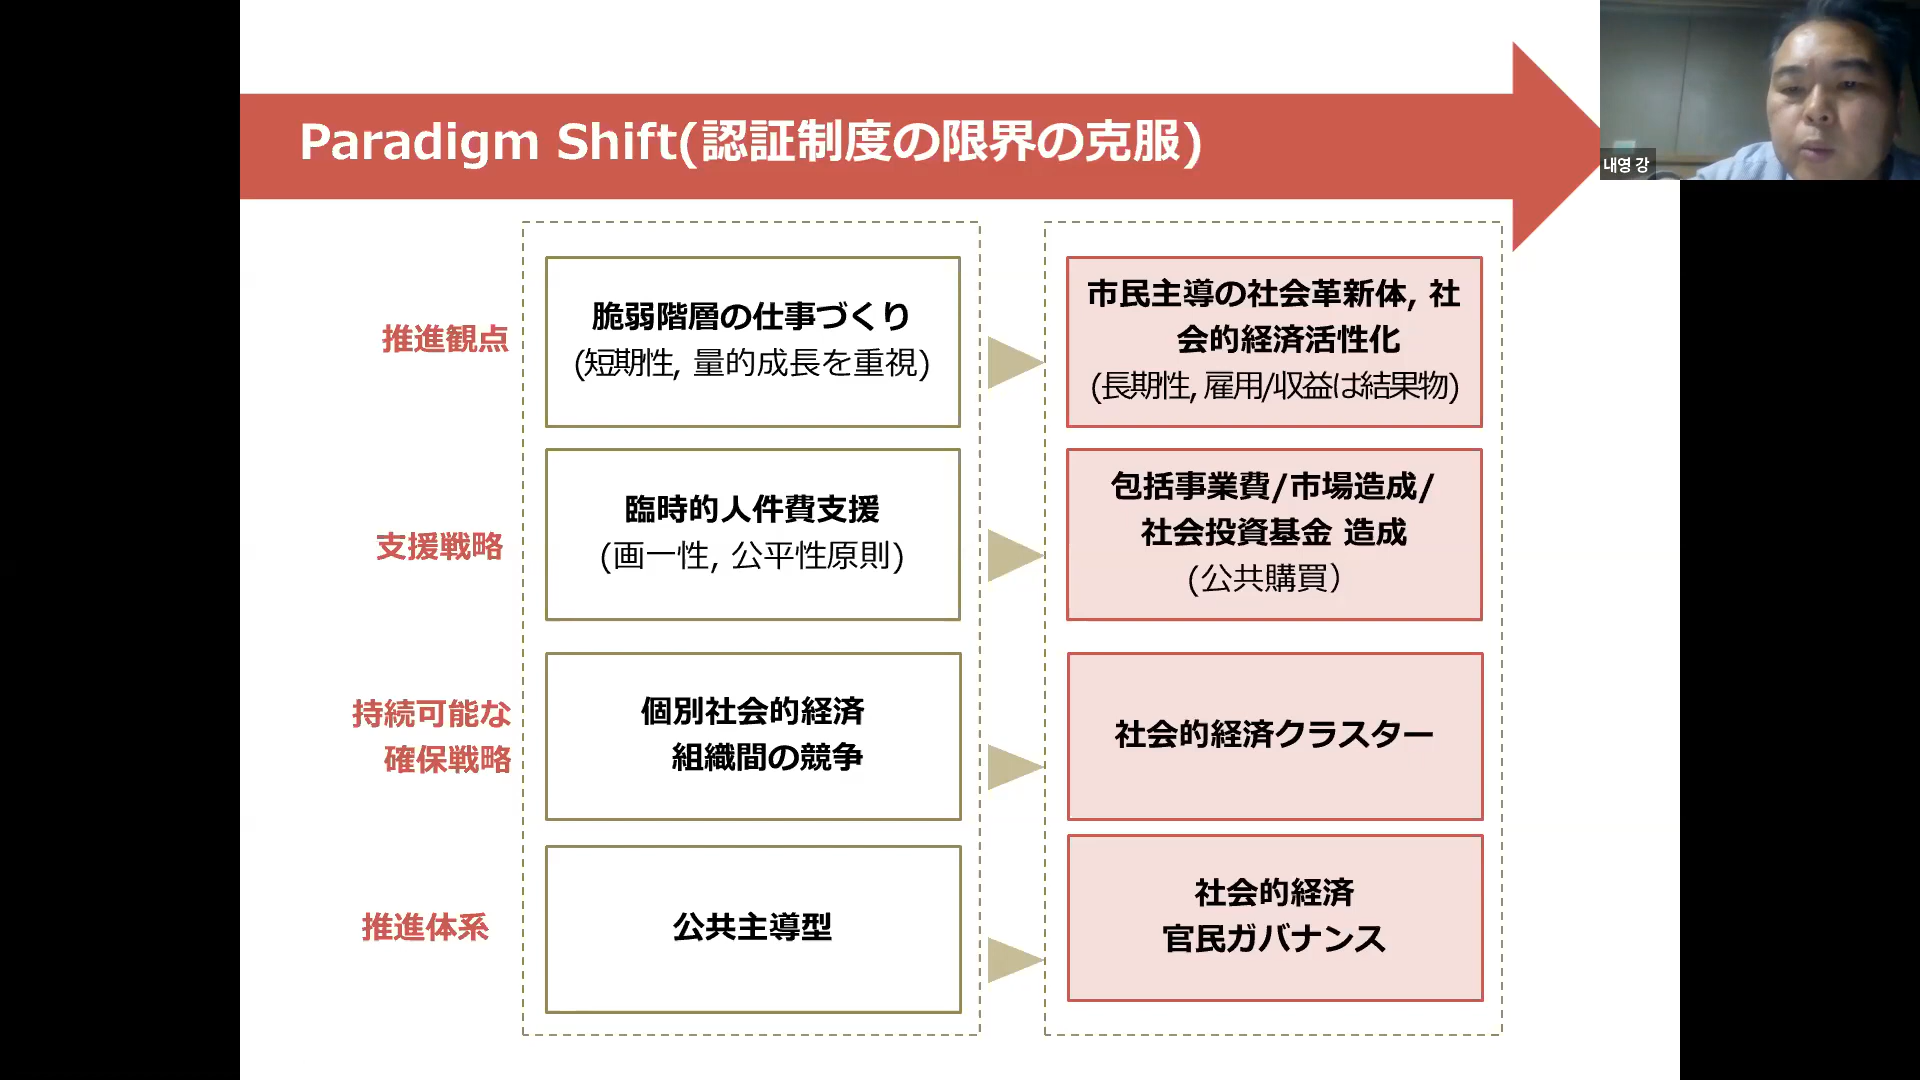 Paradigm Shift(認証制度の限界の克服)
내영 강
推進観点
脆弱階層の仕事づくり
(短期性, 量的成長を重視)
市民主導の社会革新体, 社
会的経済活性化
(長期性, 雇用/収益は結果物)
支援戦略
臨時的人件費支援
(画一性, 公平性原則)
包括事業費/市場造成/
社会投資基金 造成
(公共購買）
持続可能な
確保戦略
個別社会的経済
組織間の競争
社会的経済クラスター
推進体系
公共主導型
社会的経済
官民ガバナンス